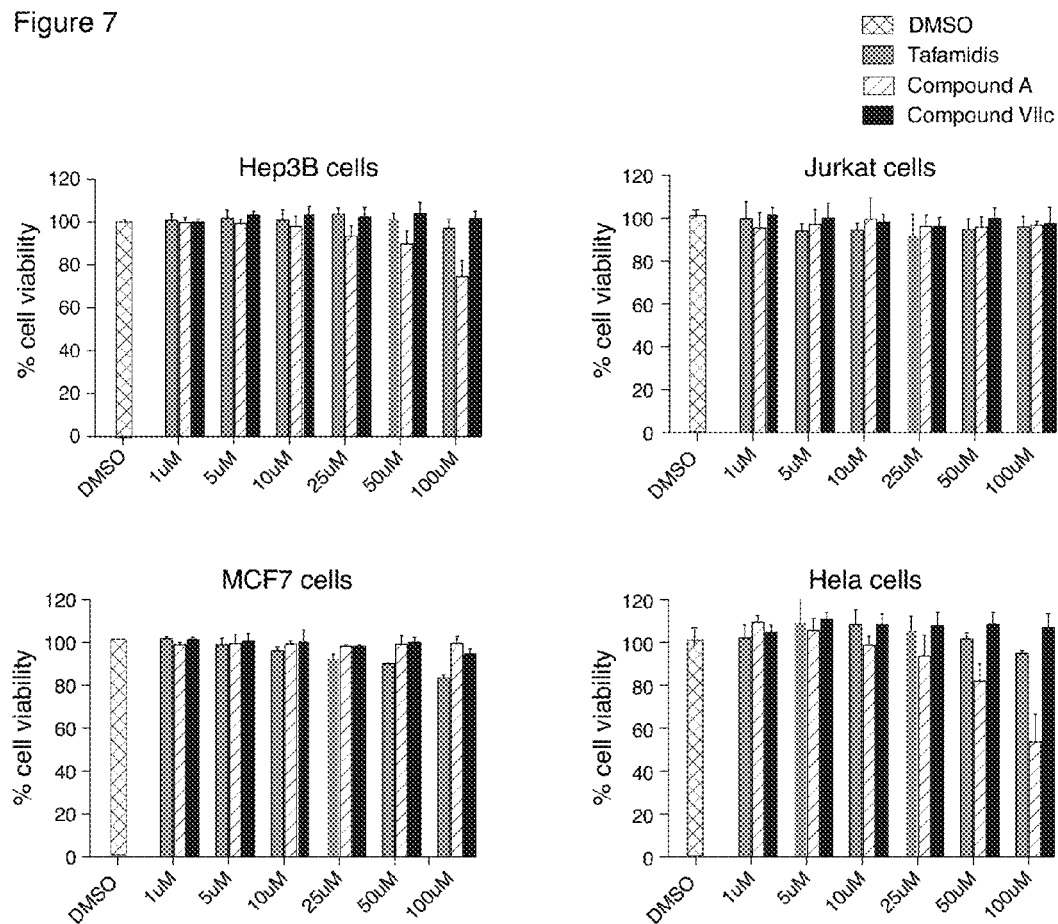 Figure 7
DMSO
Tafamidis
Compound A
Compound VIIc
Hep3B cells
% cell viability
120
100
80
60
40
20
0
DMSO
1uM
5uM
10uM
25uM
50uM
100uM
Jurkat cells
% cell viability
120
100
80
60
40
20
0
DMSO
1uM
5uM
10uM
25uM
50uM
100uM
MCF7 cells
% cell viability
120
100
80
60
40
20
0
DMSO
1uM
5uM
10uM
25uM
50uM
100uM
Hela cells
% cell viability
120
100
80
60
40
20
0
DMSO
1uM
5uM
10uM
25uM
50uM
100uM